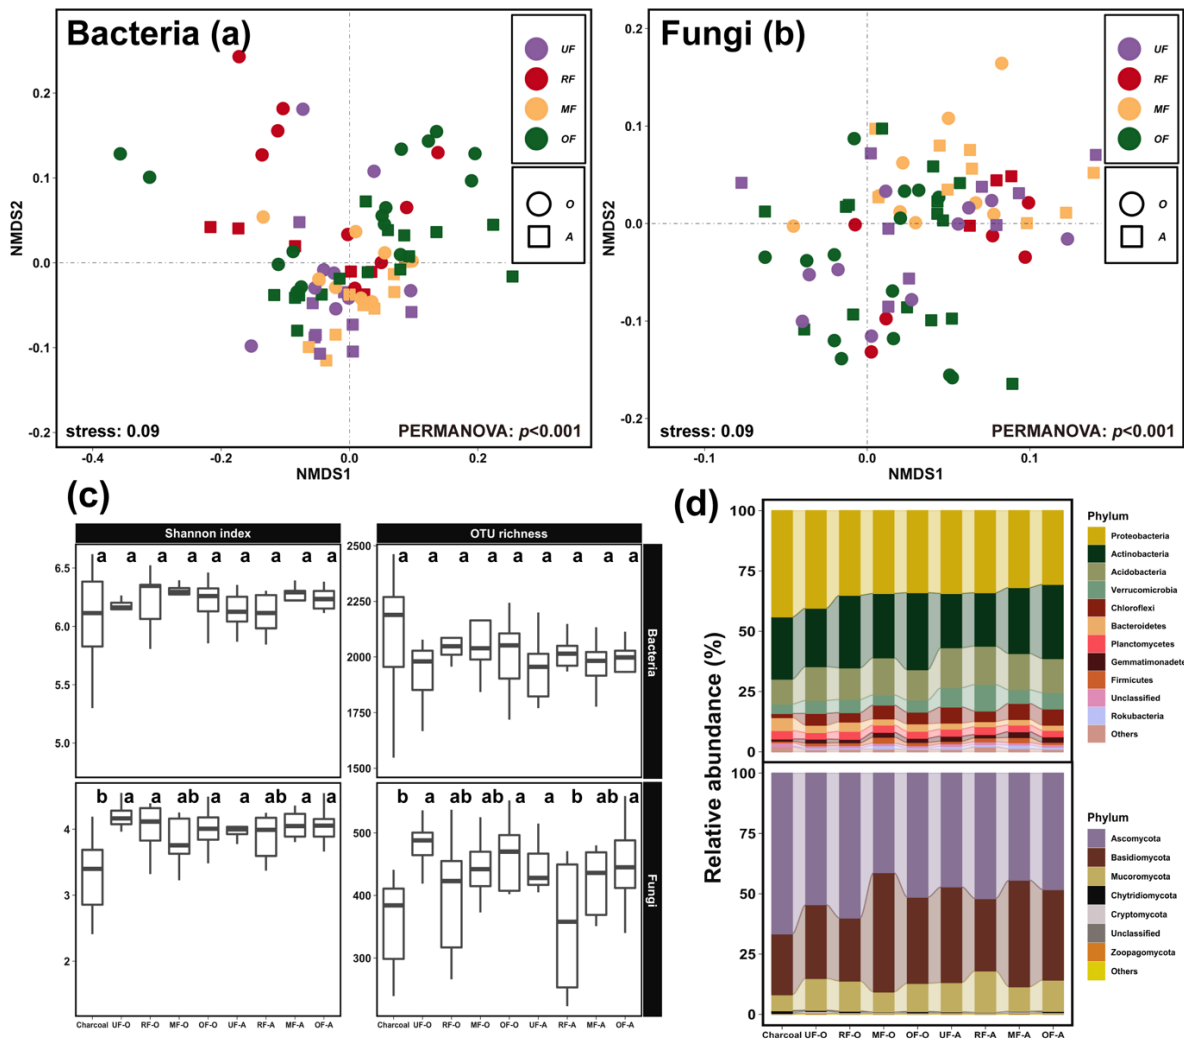 Bacteria (a)
UF
RF
MF
OF
O
A
0.2
0.1
0.0
-0.1
-0.2
NMDS2
stress: 0.09
PERMANOVA: p<0.001
-0.4
-0.2
0.0
0.2
NMDS1
Fungi (b)
UF
RF
MF
OF
O
A
0.2
0.1
0.0
-0.1
-0.2
NMDS2
stress: 0.09
PERMANOVA: p<0.001
-0.1
0.0
0.1
NMDS1
(c)
Shannon index
OTU richness
a a a a a a a a a
6.5
6.0
5.5
5.0
a a a a a a a a a
2500
2250
2000
1750
1500
Bacteria
b a a ab a a ab a a
4
3
2
b a ab ab a a b ab a
500
400
300
Fungi
Charcoal UF-O RF-O MF-O OF-O UF-A RF-A MF-A OF-A
Charcoal UF-O RF-O MF-O OF-O UF-A RF-A MF-A OF-A
(d)
Relative abundance (%)
100
75
50
25
0
Phylum
Proteobacteria
Actinobacteria
Acidobacteria
Verrucomicrobia
Chloroflexi
Bacteroidetes
Planctomycetes
Gemmatimonadete
Firmicutes
Unclassified
Rokubacteria
Others
100
75
50
25
0
Phylum
Ascomycota
Basidiomycota
Mucoromycota
Chytridiomycota
Cryptomycota
Unclassified
Zoopagomycota
Others
Charcoal UF-O RF-O MF-O OF-O UF-A RF-A MF-A OF-A